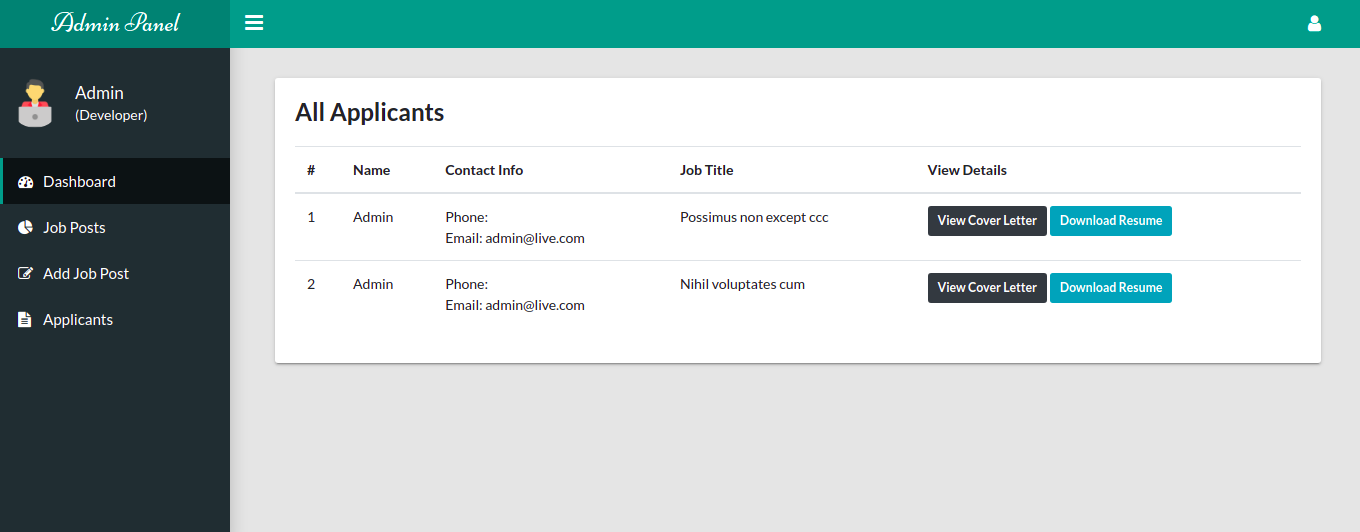 Admin Panel
Admin
(Developer)
Dashboard
Job Posts
Add Job Post
Applicants
All Applicants
# Name Contact Info Job Title View Details
1 Admin Phone: Possimus non except ccc View Cover Letter Download Resume
Email: admin@live.com
2 Admin Phone: Nihil voluptates cum View Cover Letter Download Resume
Email: admin@live.com